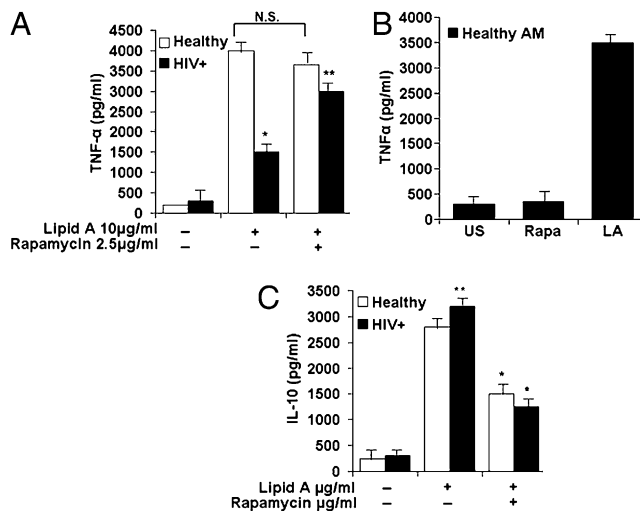 A
N.S.
TNF-α (pg/ml)
4000
3500
3000
2500
2000
1500
1000
500
0
Healthy
HIV+
*
**
Lipid A 10µg/ml – + +
Rapamycin 2.5µg/ml – – +
B
TNFα (pg/ml)
4000
3500
3000
2500
2000
1500
1000
500
0
Healthy AM
US Rapa LA
C
IL-10 (pg/ml)
3500
3000
2500
2000
1500
1000
500
0
Healthy
HIV+
**
*
*
Lipid A µg/ml – + +
Rapamycin µg/ml – – +